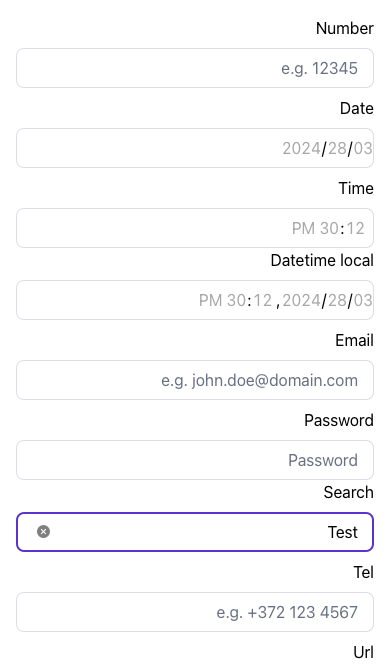 Number
e.g. 12345
Date
2024/28/03
Time
PM 30:12
Datetime local
PM 30:12 ,2024/28/03
Email
e.g. john.doe@domain.com
Password
Password
Search
Test
Tel
e.g. +372 123 4567
Url